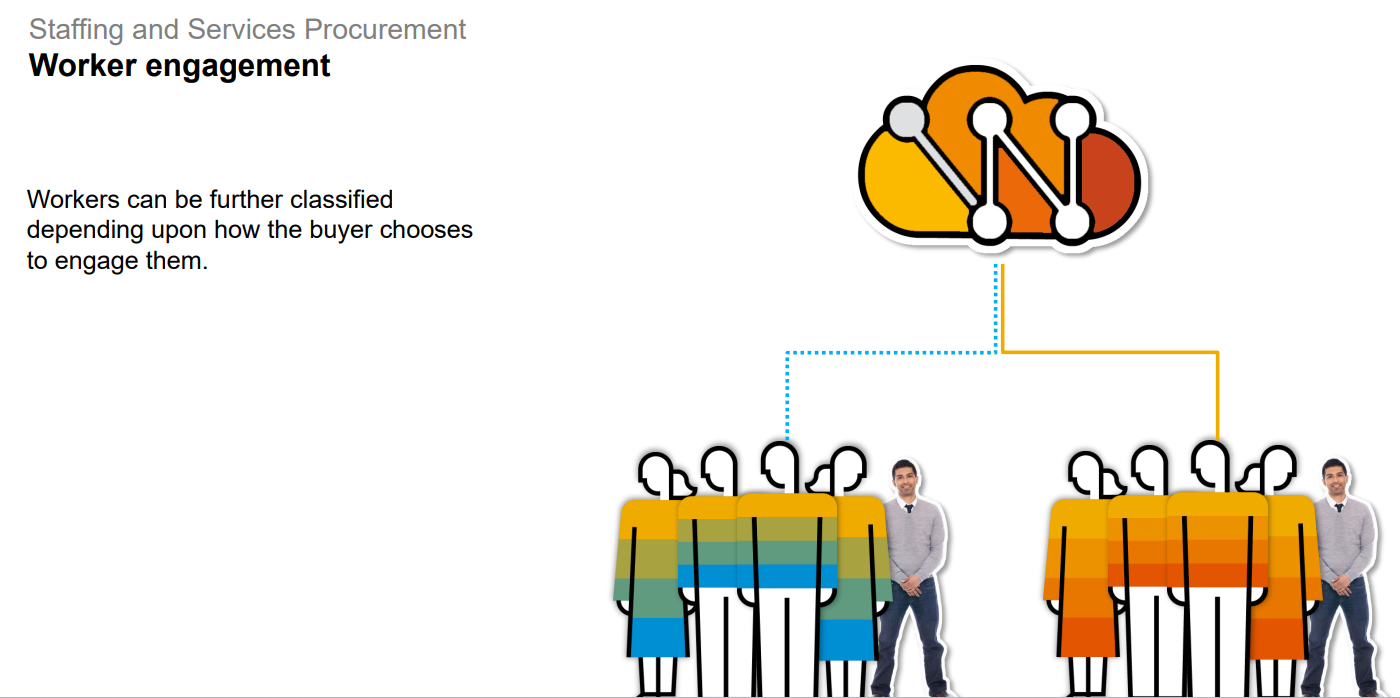 Staffing and Services Procurement
Worker engagement
Workers can be further classified
depending upon how the buyer chooses
to engage them.